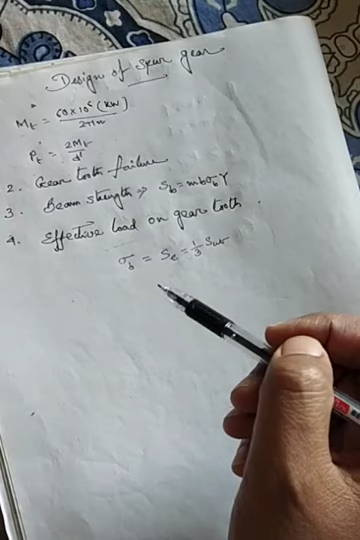 Design of spur gear
Mt = 60×10⁶ (KW) / 2πn
Pt = 2Mt / d'
2. Gear tooth failure
3. Beam strength → Sb = mbσbY
4. Effective load on gear tooth
σb = Se = 1/3 Sut